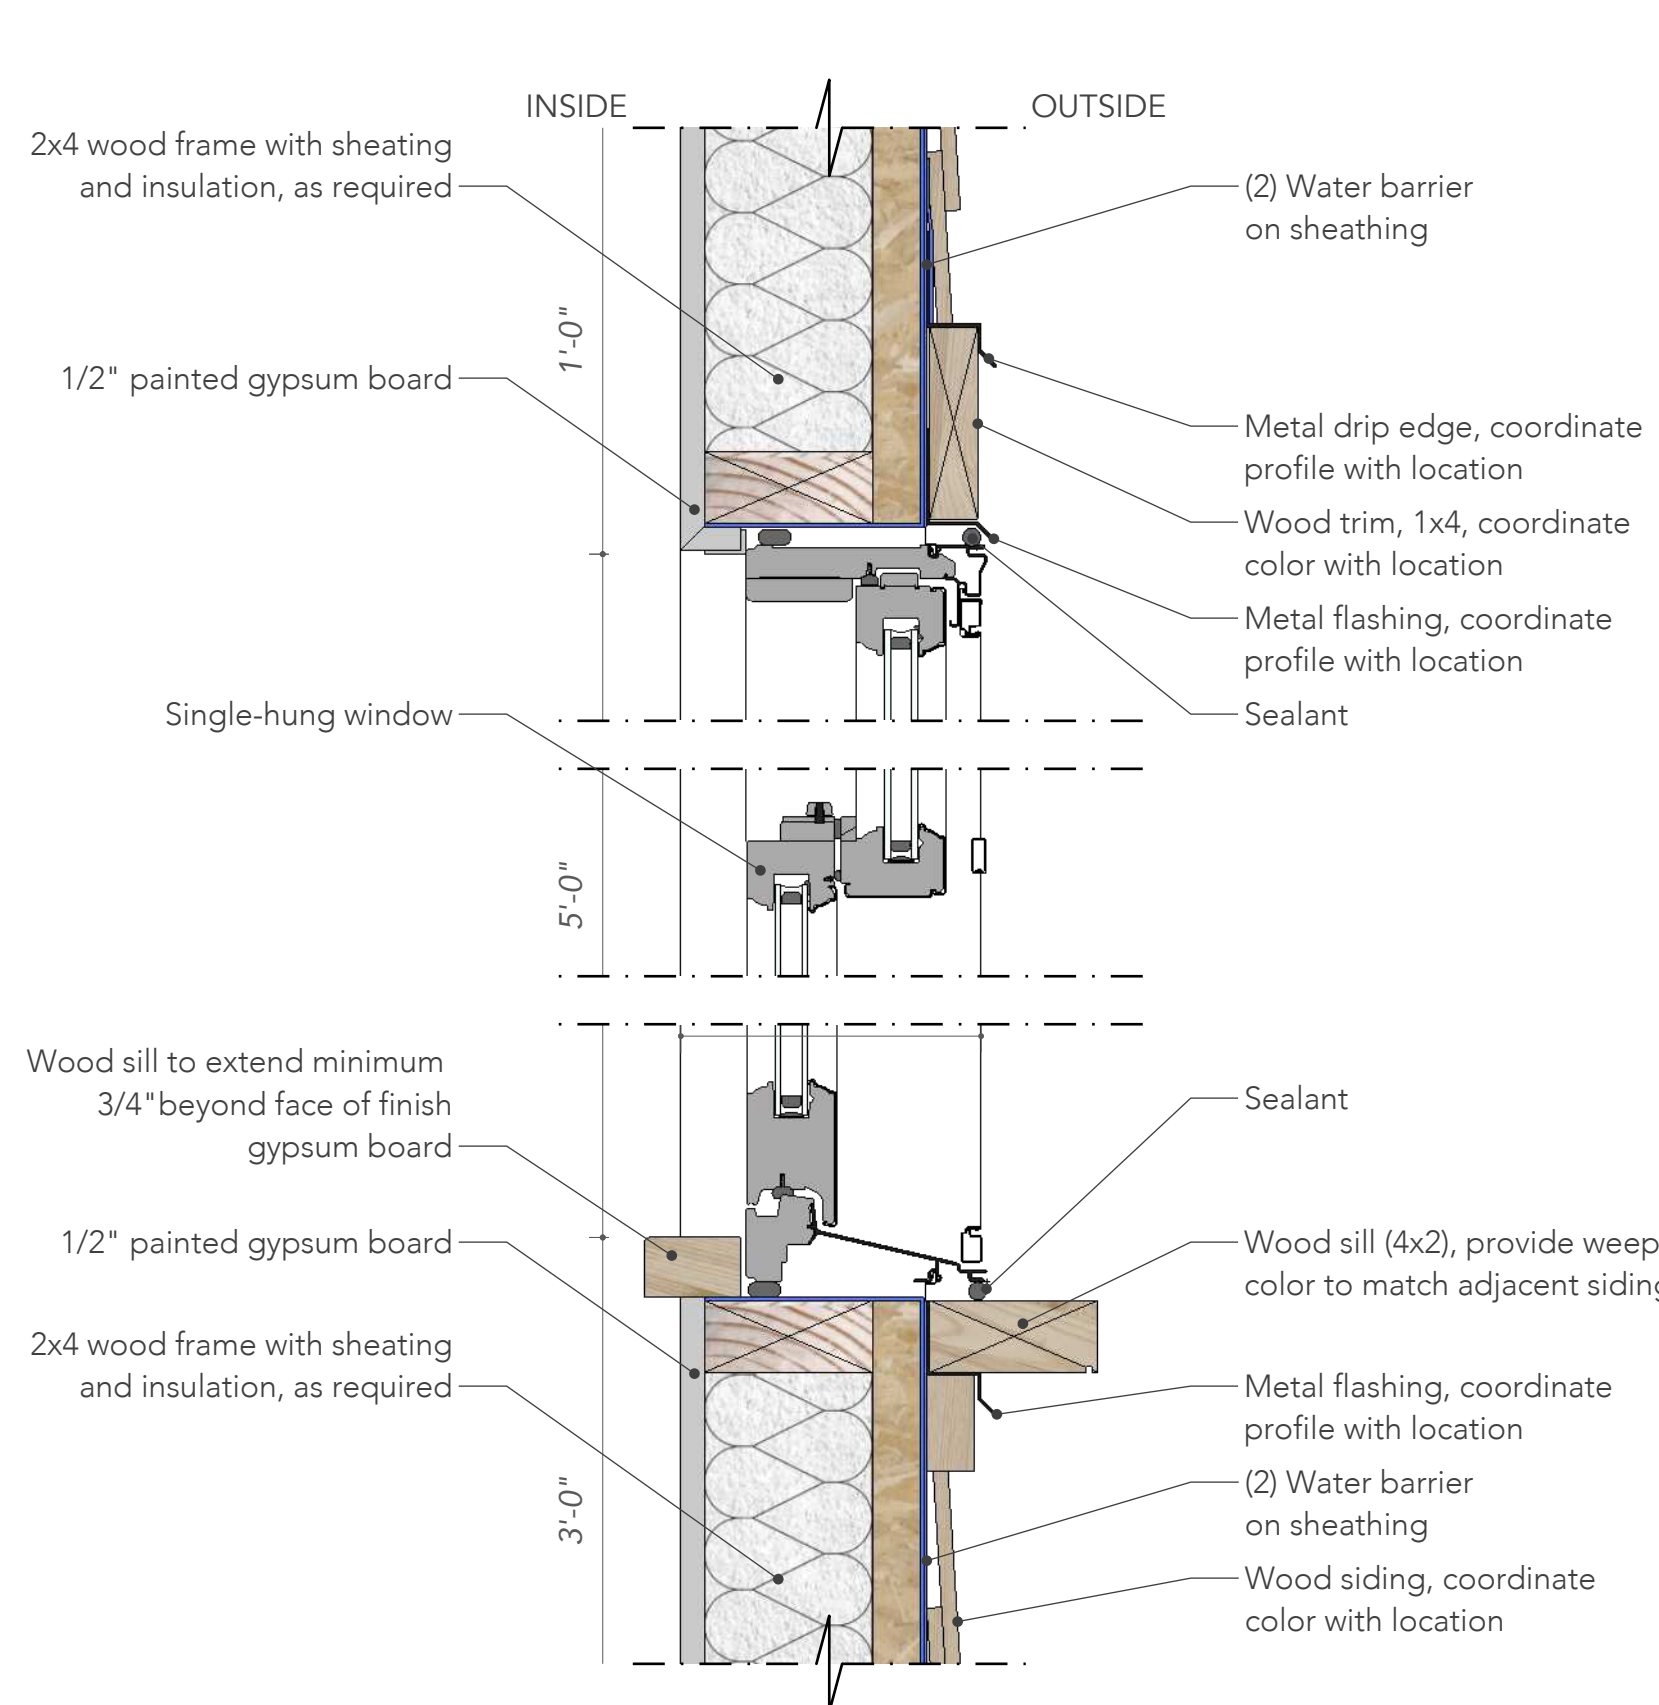 INSIDE
OUTSIDE
2x4 wood frame with sheating
and insulation, as required
(2) Water barrier
on sheathing
1'-0"
1/2" painted gypsum board
Metal drip edge, coordinate
profile with location
Wood trim, 1x4, coordinate
color with location
Metal flashing, coordinate
profile with location
Single-hung window
Sealant
5'-0"
Wood sill to extend minimum
3/4"beyond face of finish
gypsum board
Sealant
1/2" painted gypsum board
Wood sill (4x2), provide weep
color to match adjacent siding
2x4 wood frame with sheating
and insulation, as required
Metal flashing, coordinate
profile with location
3'-0"
(2) Water barrier
on sheathing
Wood siding, coordinate
color with location